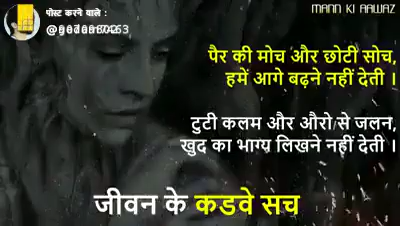 पोस्ट करने वाले :
MANN KI AAWAZ
पैर की मोच और छोटी सोच,
हमें आगे बढ़ने नहीं देती ।
टुटी कलम और औरो से जलन,
खुद का भाग्य लिखने नहीं देती ।
जीवन के कडवे सच